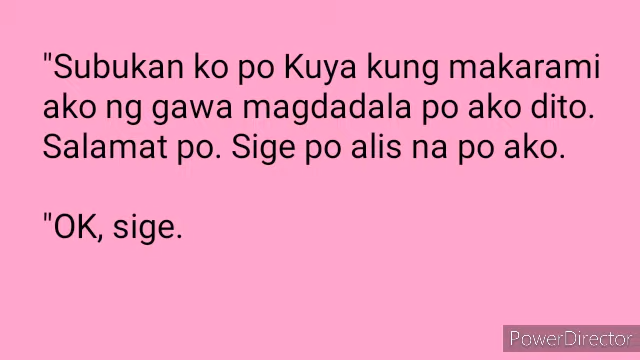 "Subukan ko po Kuya kung makarami
ako ng gawa magdadala po ako dito.
Salamat po. Sige po alis na po ako.
"OK, sige.
PowerDirector